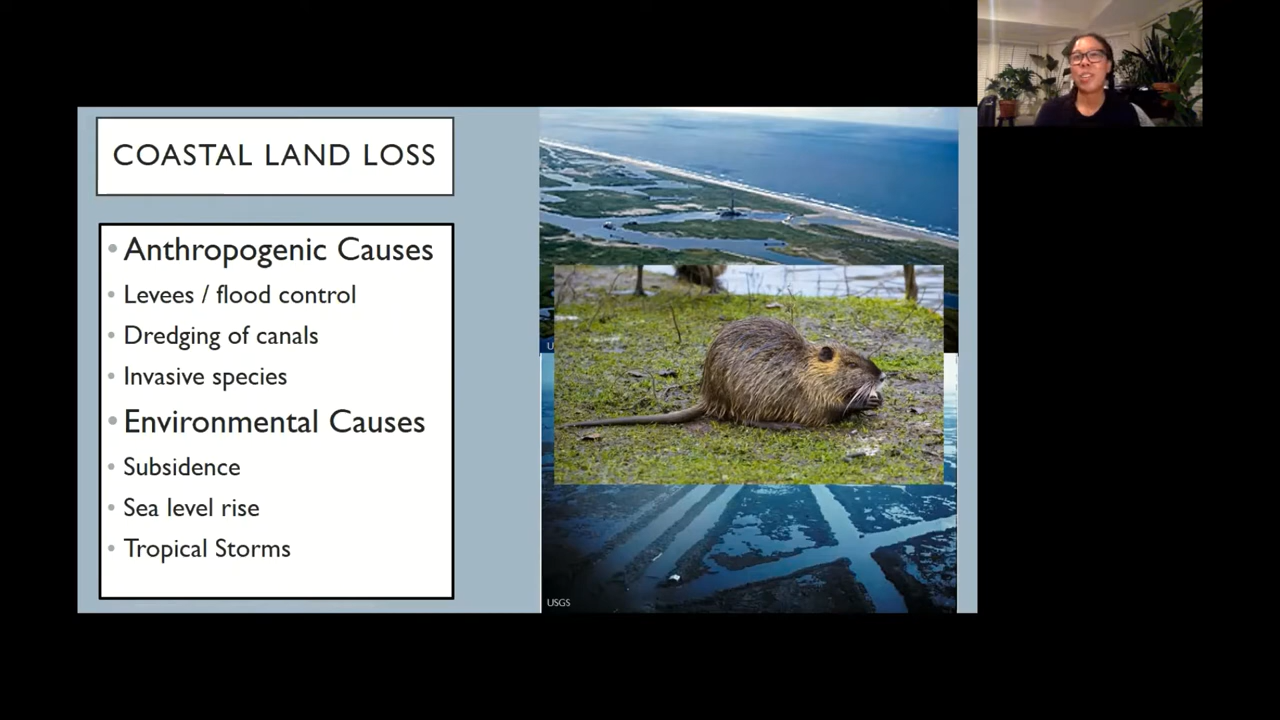 COASTAL LAND LOSS
• Anthropogenic Causes
• Levees / flood control
• Dredging of canals
• Invasive species
• Environmental Causes
• Subsidence
• Sea level rise
• Tropical Storms
USGS